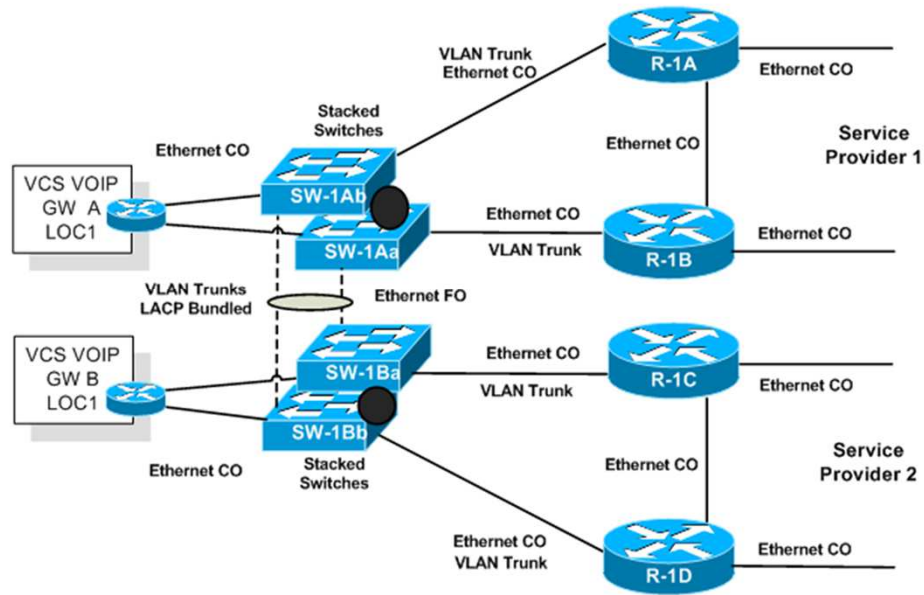 VLAN Trunk
Ethernet CO
R-1A
Ethernet CO
Stacked
Switches
Ethernet CO
Ethernet CO
Service
Provider 1
VCS VOIP
GW A
LOC1
SW-1Ab
SW-1Aa
Ethernet CO
VLAN Trunk
R-1B
Ethernet CO
VLAN Trunks
LACP Bundled
Ethernet FO
VCS VOIP
GW B
LOC1
SW-1Ba
SW-1Bb
Ethernet CO
VLAN Trunk
R-1C
Ethernet CO
Ethernet CO
Stacked
Switches
Ethernet CO
Service
Provider 2
Ethernet CO
VLAN Trunk
R-1D
Ethernet CO